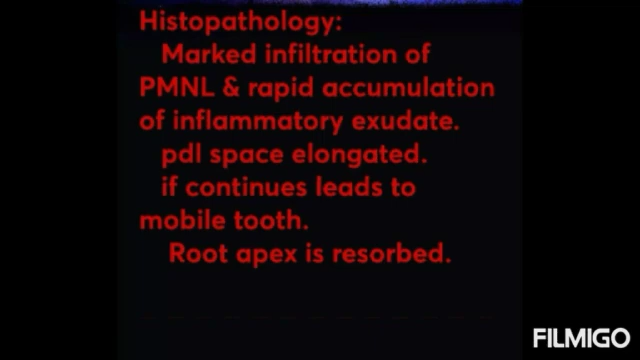 Histopathology:
Marked infiltration of
PMNL & rapid accumulation
of inflammatory exudate.
pdl space elongated.
if continues leads to
mobile tooth.
Root apex is resorbed.
FILMIGO